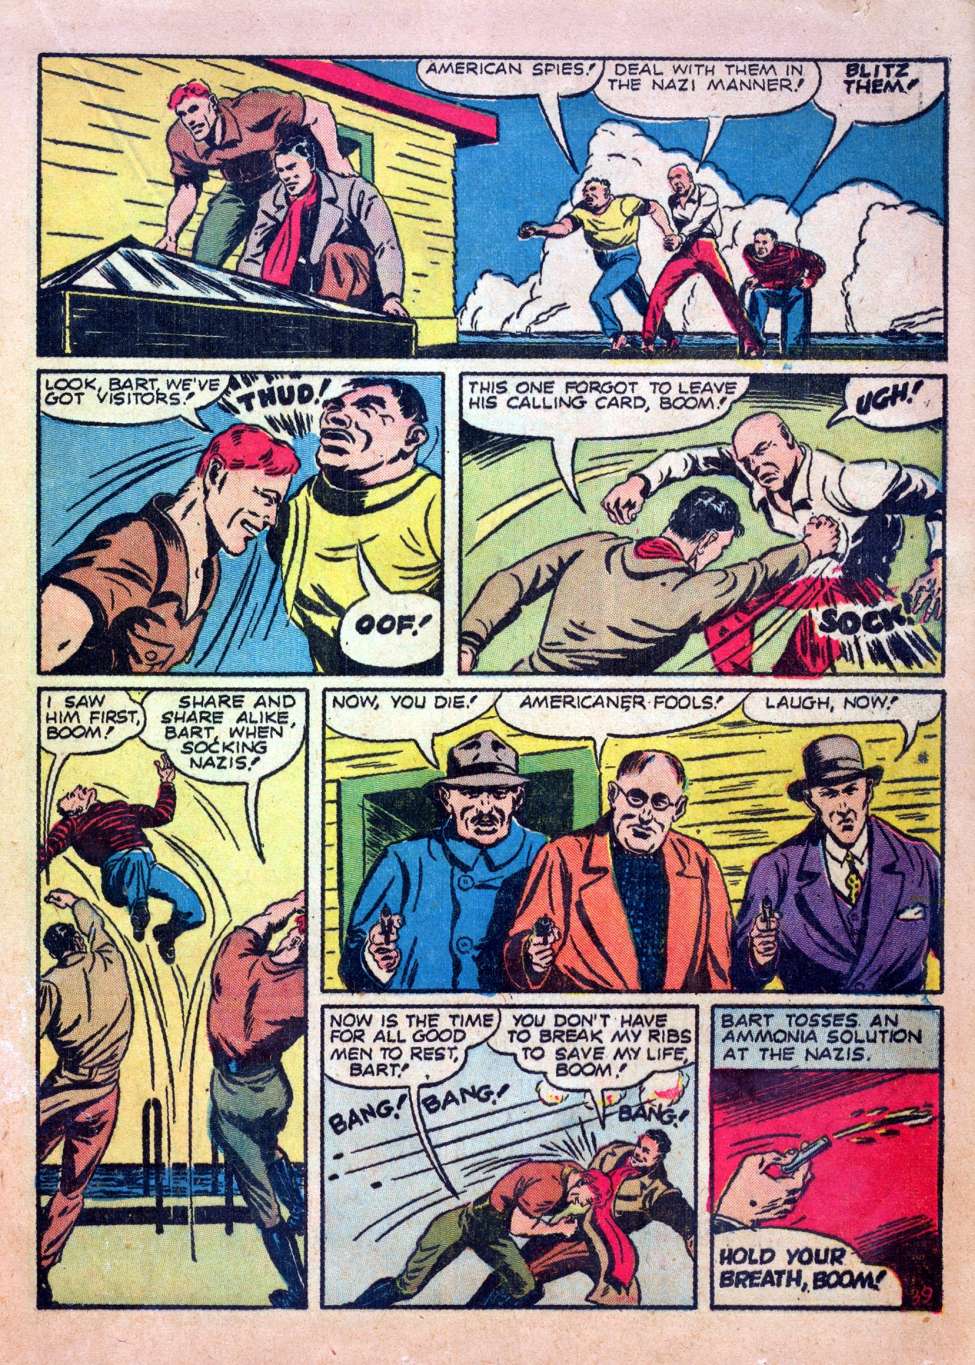 AMERICAN SPIES!
DEAL WITH THEM IN
THE NAZI MANNER!
BLITZ
THEM!
LOOK, BART, WE'VE
GOT VISITORS!
THUD!
OOF!
THIS ONE FORGOT TO LEAVE
HIS CALLING CARD, BOOM!
UGH!
SOCK!
I SAW
HIM FIRST,
BOOM!
SHARE AND
SHARE ALIKE,
BART, WHEN
SOCKING
NAZIS!
NOW, YOU DIE!
AMERICANER FOOLS!
LAUGH, NOW!
NOW IS THE TIME
FOR ALL GOOD
MEN TO REST,
BART!
YOU DON'T HAVE
TO BREAK MY RIBS
TO SAVE MY LIFE,
BOOM!
BANG!
BANG!
BANG!
BART TOSSES AN
AMMONIA SOLUTION
AT THE NAZIS.
HOLD YOUR
BREATH, BOOM!
39